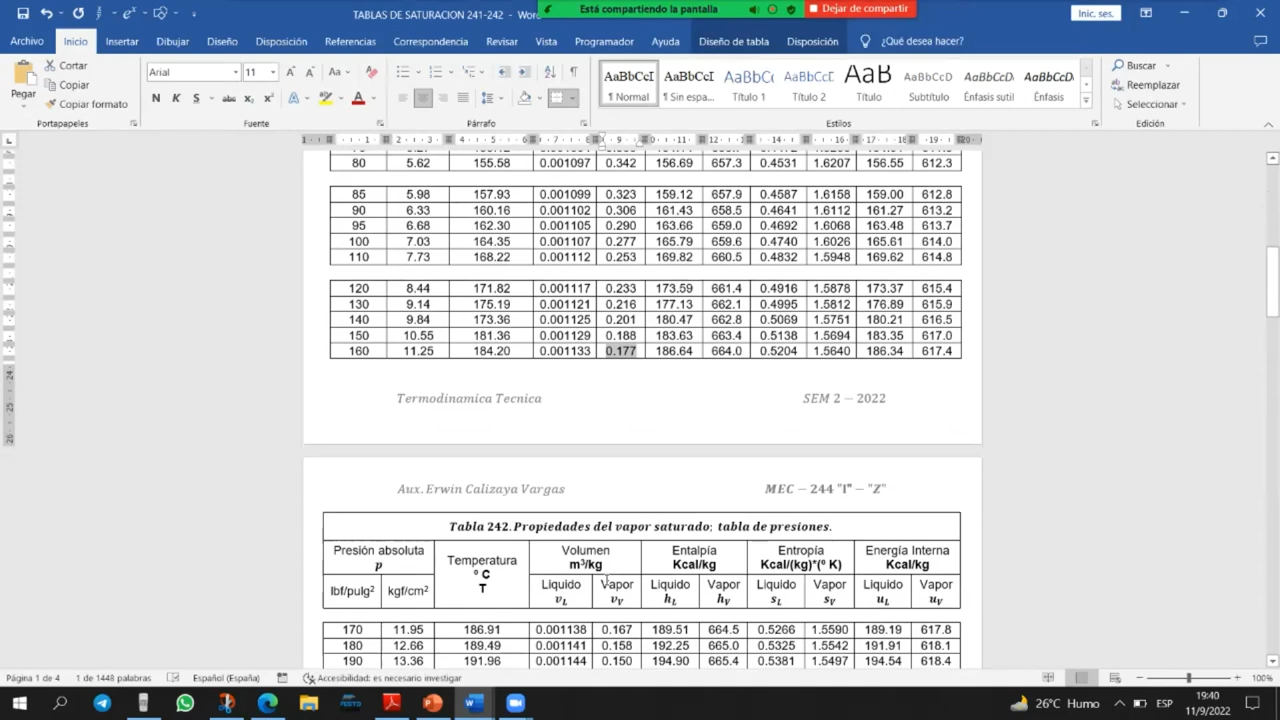 TABLAS DE SATURACION 241-242 - Word
Está compartiendo la pantalla
Dejar de compartir
Inic. ses.
Archivo Inicio Insertar Dibujar Diseño Disposición Referencias Correspondencia Revisar Vista Programador Ayuda Diseño de tabla Disposición ¿Qué desea hacer?
Pegar
Cortar
Copiar
Copiar formato
Portapapeles
Arial 11
N K S abc x₂ x²
Fuente
Párrafo
AaBbCcI AaBbCcI AaBbCc AaBbCcI AaB AaBbCcD AaBbCcDc AaBbCcDc
¶ Normal ¶ Sin espa... Título 1 Título 2 Título Subtítulo Énfasis sutil Énfasis
Estilos
Buscar
Reemplazar
Seleccionar
Edición
80 5.62 155.58 0.001097 0.342 156.69 657.3 0.4531 1.6207 156.55 612.3
85 5.98 157.93 0.001099 0.323 159.12 657.9 0.4587 1.6158 159.00 612.8
90 6.33 160.16 0.001102 0.306 161.43 658.5 0.4641 1.6112 161.27 613.2
95 6.68 162.30 0.001105 0.290 163.66 659.0 0.4692 1.6068 163.48 613.7
100 7.03 164.35 0.001107 0.277 165.79 659.6 0.4740 1.6026 165.61 614.0
110 7.73 168.22 0.001112 0.253 169.82 660.5 0.4832 1.5948 169.62 614.8
120 8.44 171.82 0.001117 0.233 173.59 661.4 0.4916 1.5878 173.37 615.4
130 9.14 175.19 0.001121 0.216 177.13 662.1 0.4995 1.5812 176.89 615.9
140 9.84 173.36 0.001125 0.201 180.47 662.8 0.5069 1.5751 180.21 616.5
150 10.55 181.36 0.001129 0.188 183.63 663.4 0.5138 1.5694 183.35 617.0
160 11.25 184.20 0.001133 0.177 186.64 664.0 0.5204 1.5640 186.34 617.4
Termodinamica Tecnica SEM 2 − 2022
Aux. Erwin Calizaya Vargas MEC − 244 "I" − "Z"
Tabla 242. Propiedades del vapor saturado; tabla de presiones.
Presión absoluta p
Temperatura º C T
Volumen m³/kg
Entalpía Kcal/kg
Entropía Kcal/(kg)*(º K)
Energía Interna Kcal/kg
lbf/pulg² kgf/cm² Liquido vL Vapor vV Liquido hL Vapor hV Liquido sL Vapor sV Liquido uL Vapor uV
170 11.95 186.91 0.001138 0.167 189.51 664.5 0.5266 1.5590 189.19 617.8
180 12.66 189.49 0.001141 0.158 192.25 665.0 0.5325 1.5542 191.91 618.1
190 13.36 191.96 0.001144 0.150 194.90 665.4 0.5381 1.5497 194.54 618.4
Página 1 de 4 1 de 1448 palabras Español (España) Accesibilidad: es necesario investigar 100%
26°C Humo ESP 19:40
11/9/2022